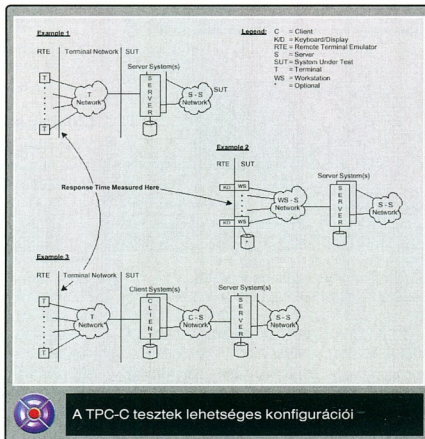 Example 1
RTE Terminal Network SUT
Server System(s)
T
T
T
Network
S
E
R
V
E
R
S - S
Network
SUT
Legend: C = Client
K/D = Keyboard/Display
RTE = Remote Terminal Emulator
S = Server
SUT = System Under Test
T = Terminal
WS = Workstation
* = Optional
Example 2
RTE SUT
Server System(s)
K/D WS
K/D WS
*
WS - S
Network
S
E
R
V
E
R
S - S
Network
Response Time Measured Here
Example 3
RTE Terminal Network SUT
Client System(s)
Server System(s)
T
T
T
Network
C
L
I
E
N
T
*
C - S
Network
S
E
R
V
E
R
S - S
Network
A TPC-C tesztek lehetséges konfigurációi